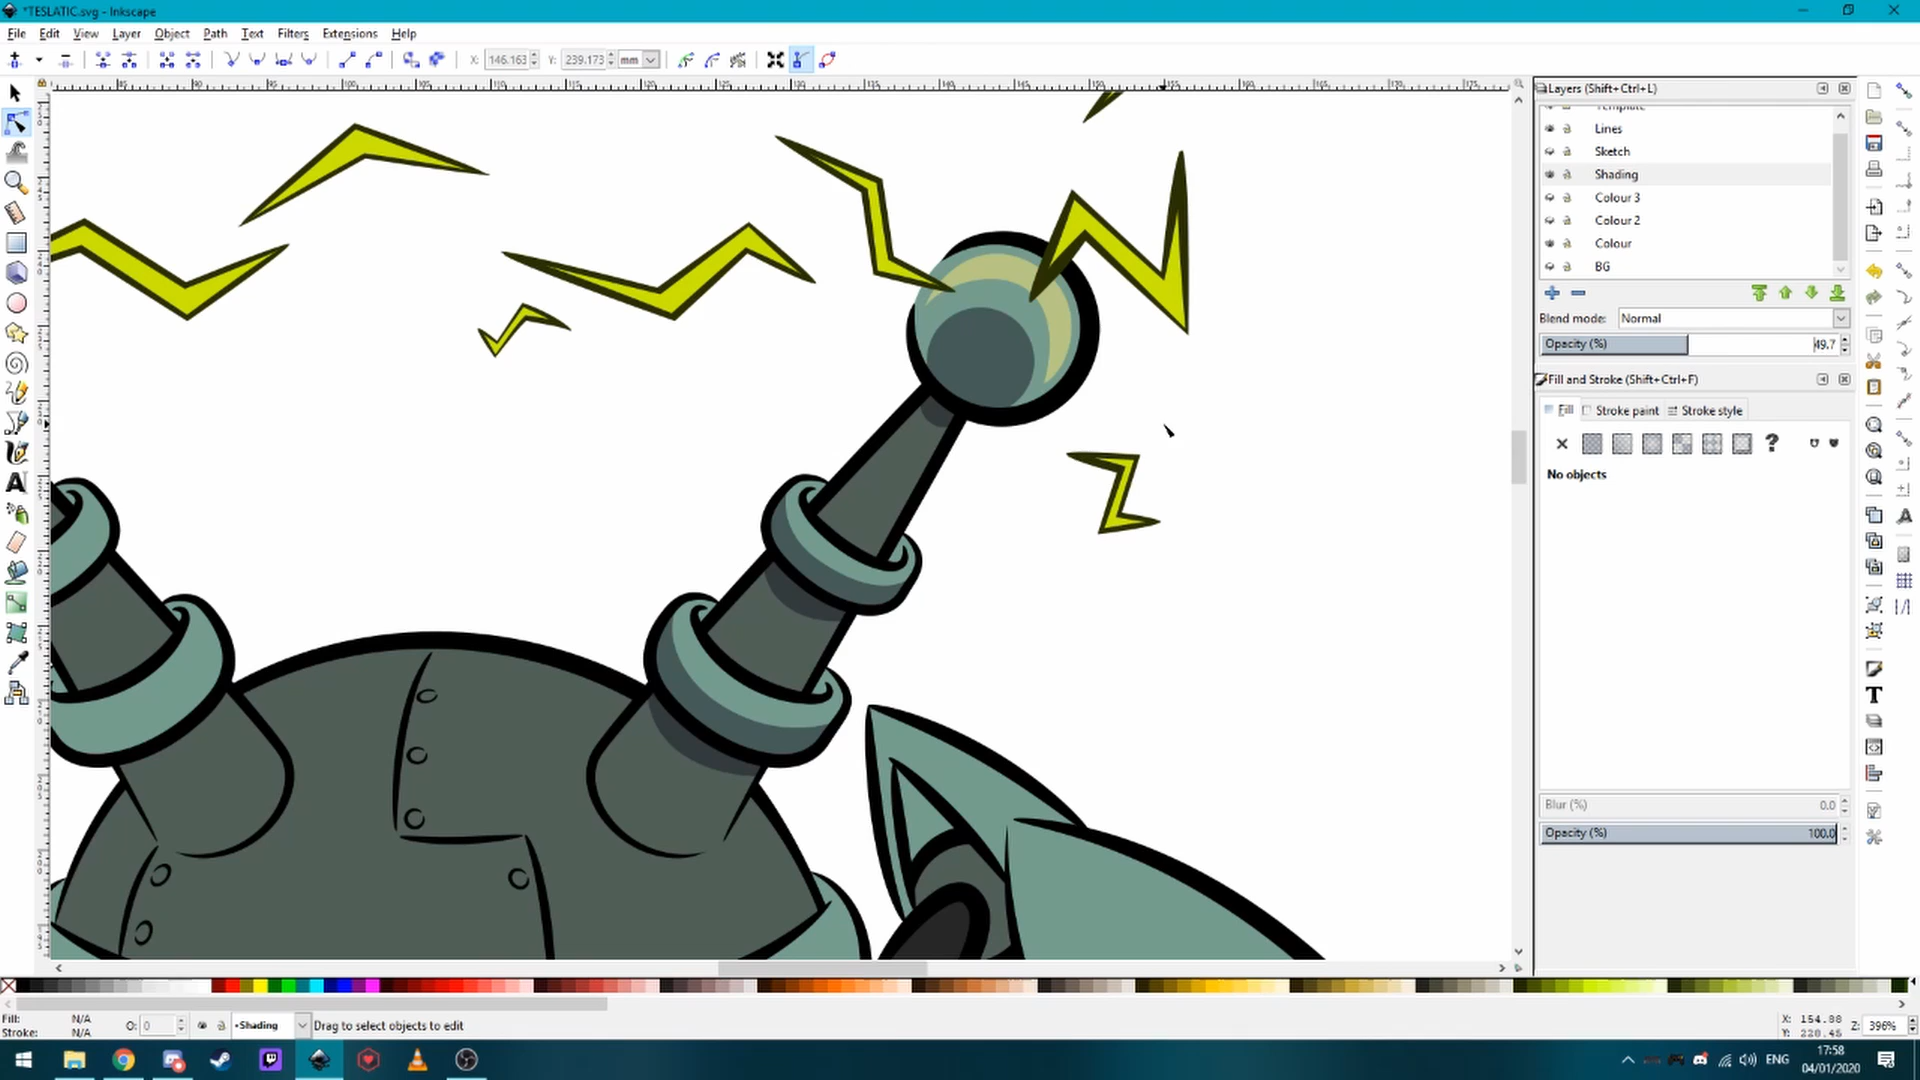 *TESLATIC.svg - Inkscape
File Edit View Layer Object Path Text Filters Extensions Help
X: 146.163 Y: 239.173 mm
Layers (Shift+Ctrl+L)
Template
Lines
Sketch
Shading
Colour 3
Colour 2
Colour
BG
Blend mode: Normal
Opacity (%) 49.7
Fill and Stroke (Shift+Ctrl+F)
Fill Stroke paint Stroke style
No objects
Blur (%) 0.0
Opacity (%) 100.0
Fill: N/A
Stroke: N/A
O: 0
•Shading
Drag to select objects to edit
X: 154.88
Y: 220.45
Z: 396%
ENG
17:58
04/01/2020